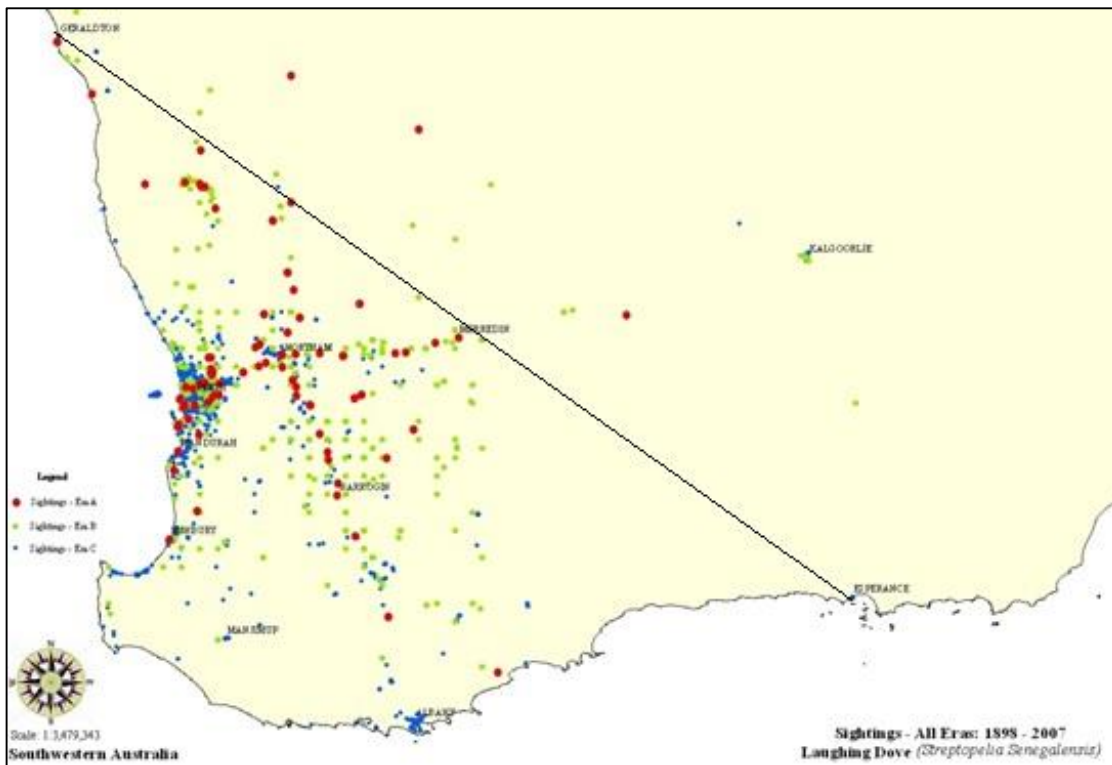 GERALDTON
KALGOORLIE
MERREDIN
NORTHAM
MANDURAH
NARROGIN
Legend
Sightings - Era A
Sightings - Era B
Sightings - Era C
BUNBURY
ESPERANCE
MANJIMUP
N
ALBANY
Scale: 1:3,479,343
Southwestern Australia
Sightings - All Eras: 1898 - 2007
Laughing Dove (Streptopelia Senegalensis)